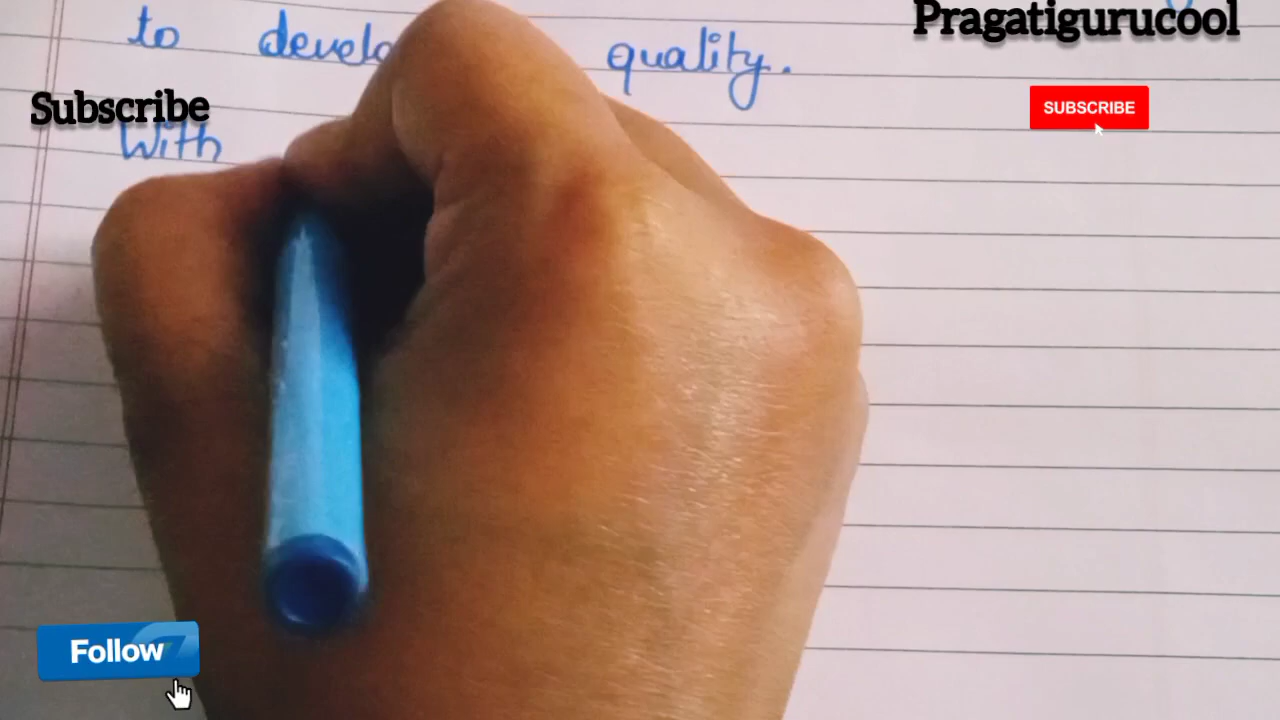 Pragatigurucool
to develo quality.
Subscribe
SUBSCRIBE
With
Follow